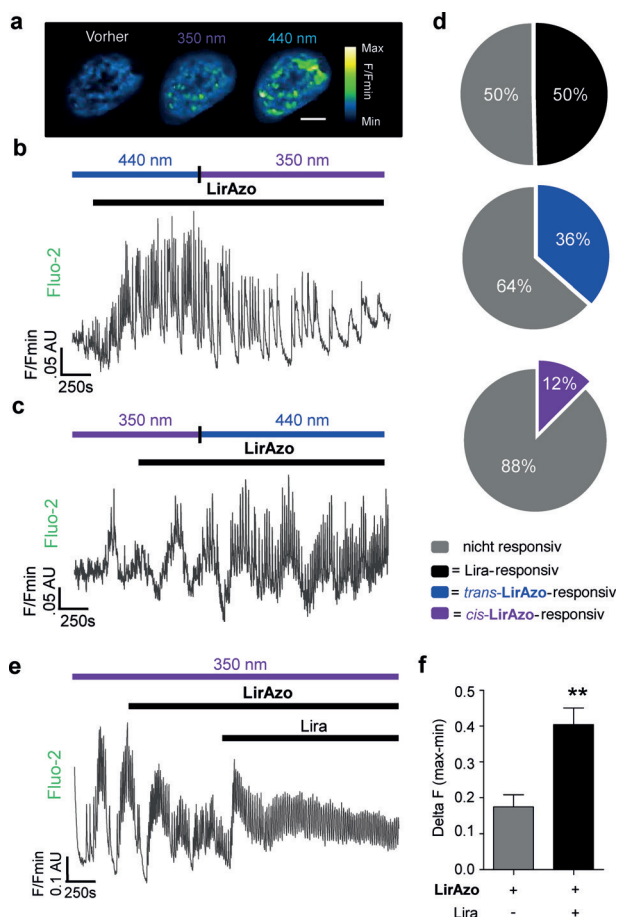 a
Vorher 350 nm 440 nm
Max
F/Fmin
Min
b
440 nm 350 nm
LirAzo
Fluo-2
F/Fmin
.05 AU
250s
c
350 nm 440 nm
LirAzo
Fluo-2
F/Fmin
.05 AU
250s
d
50% 50%
36%
64%
12%
88%
nicht responsiv
= Lira-responsiv
= trans-LirAzo-responsiv
= cis-LirAzo-responsiv
e
350 nm
LirAzo
Lira
Fluo-2
F/Fmin
0.1 AU
250s
f
Delta F (max-min)
0.5
0.4
0.3
0.2
0.1
0.0
**
LirAzo + +
Lira - +